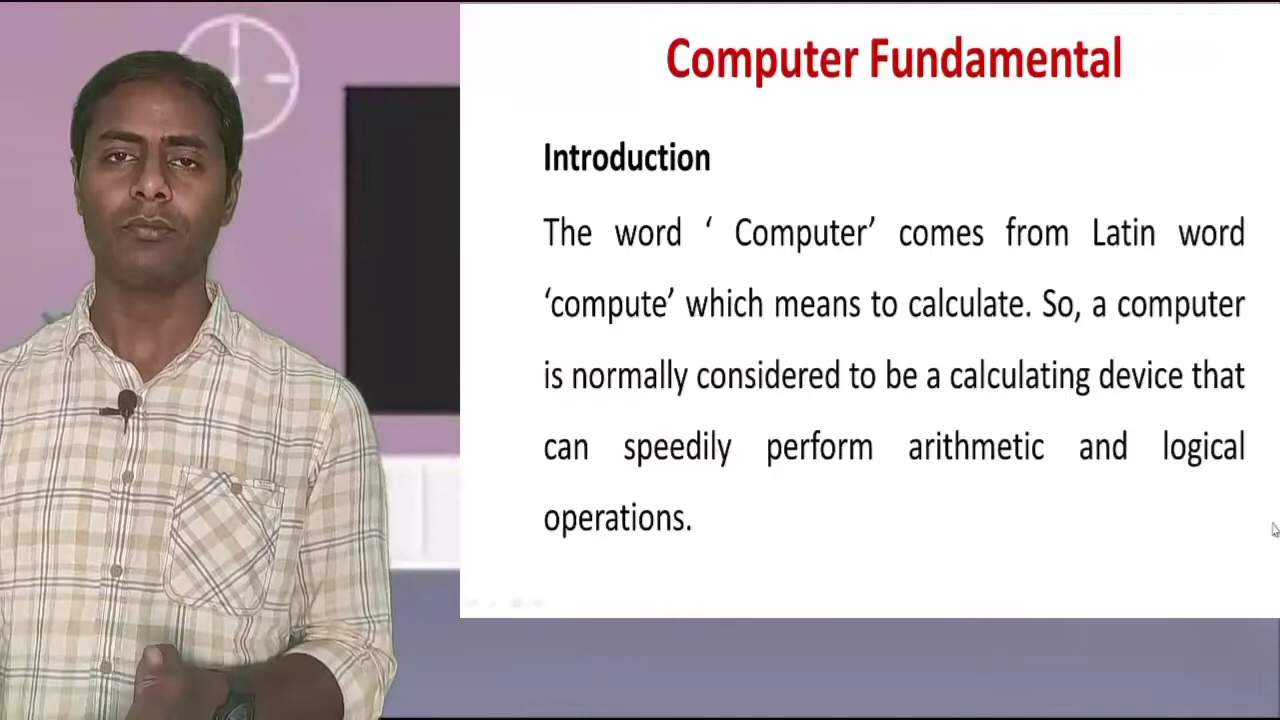 Computer Fundamental
Introduction
The word ‘ Computer’ comes from Latin word
‘compute’ which means to calculate. So, a computer
is normally considered to be a calculating device that
can speedily perform arithmetic and logical
operations.